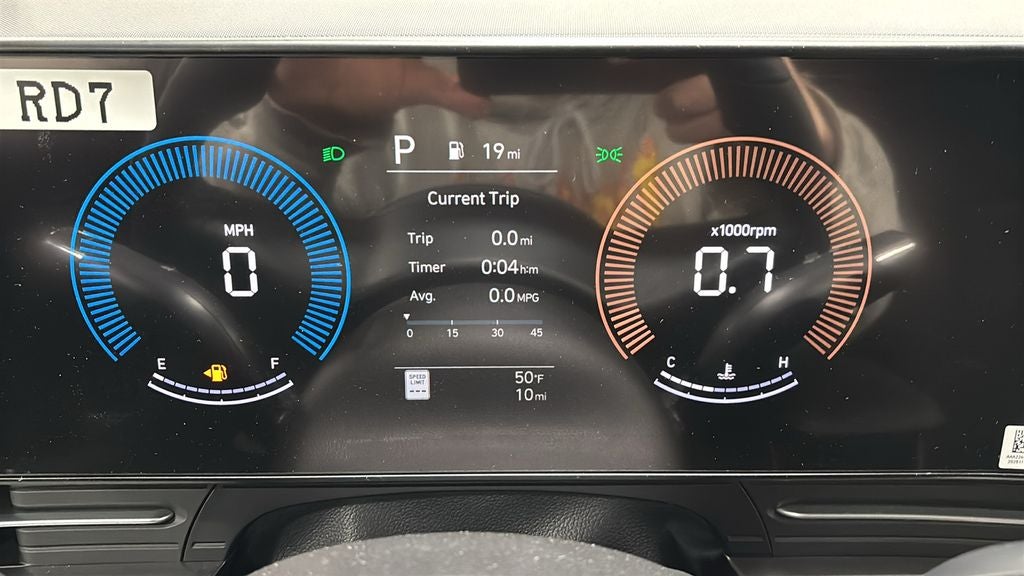 RD7
P 19 mi
Current Trip
Trip 0.0 mi
Timer 0:04 h:m
Avg. 0.0 MPG
0 15 30 45
SPEED LIMIT ---
50°F
10 mi
MPH
0
E F
x1000rpm
0.7
C H